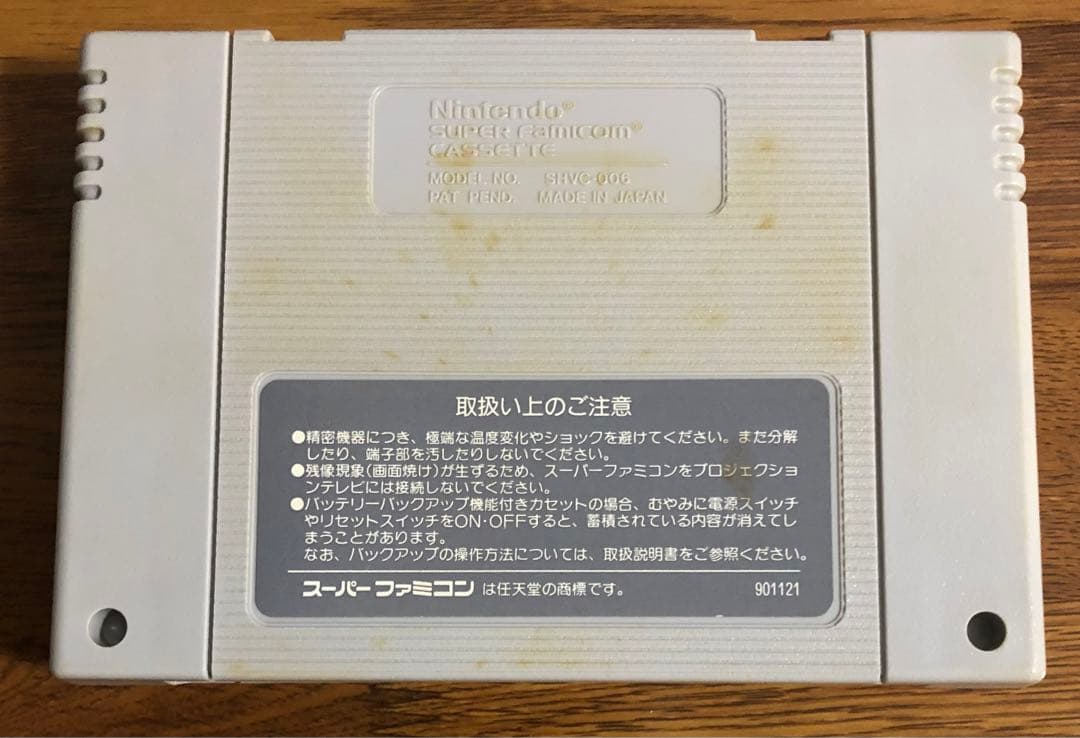 Nintendo®
SUPER FAMICOM®
CASSETTE
MODEL NO. SHVC-006
PAT PEND. MADE IN JAPAN
取扱い上のご注意
●精密機器につき、極端な温度変化やショックを避けてください。また分解
したり、端子部を汚したりしないでください。
●残像現象(画面焼け)が生ずるため、スーパーファミコンをプロジェクショ
ンテレビには接続しないでください。
●バッテリーバックアップ機能付きカセットの場合、むやみに電源スイッチ
やリセットスイッチをON・OFFすると、蓄積されている内容が消えてし
まうことがあります。
なお、バックアップの操作方法については、取扱説明書をご参照ください。
スーパーファミコン は任天堂の商標です。 901121